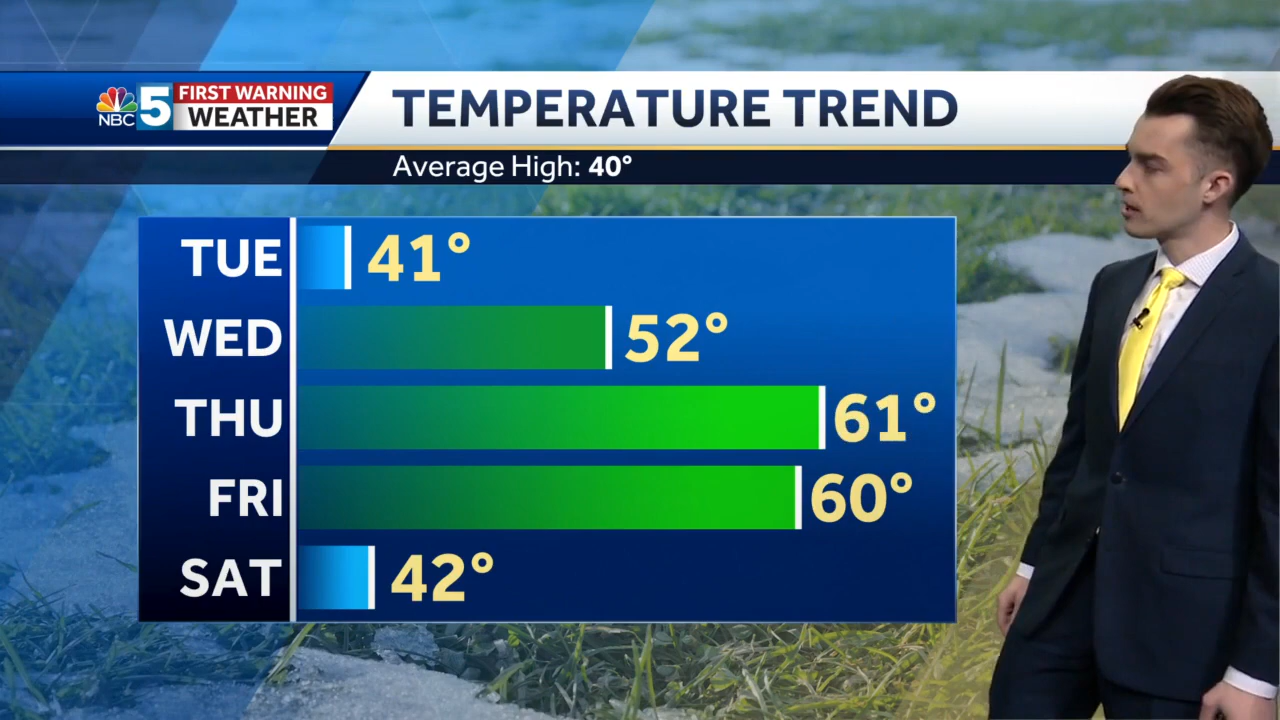 NBC 5 FIRST WARNING WEATHER
TEMPERATURE TREND
Average High: 40°
TUE 41°
WED 52°
THU 61°
FRI 60°
SAT 42°